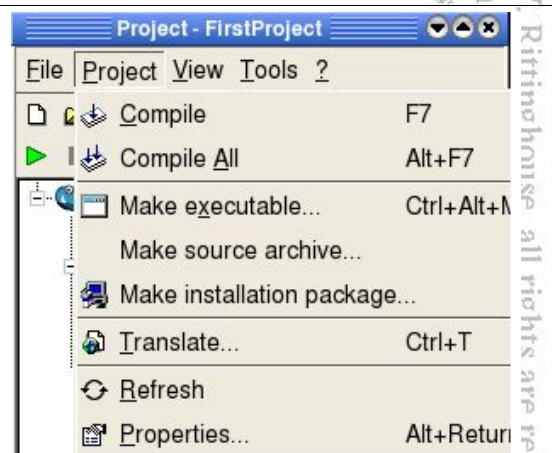 Project - FirstProject
File Project View Tools ?
Compile F7
Compile All Alt+F7
Make executable... Ctrl+Alt+M
Make source archive...
Make installation package...
Translate... Ctrl+T
Refresh
Properties... Alt+Return
Rittinghouse all rights are re